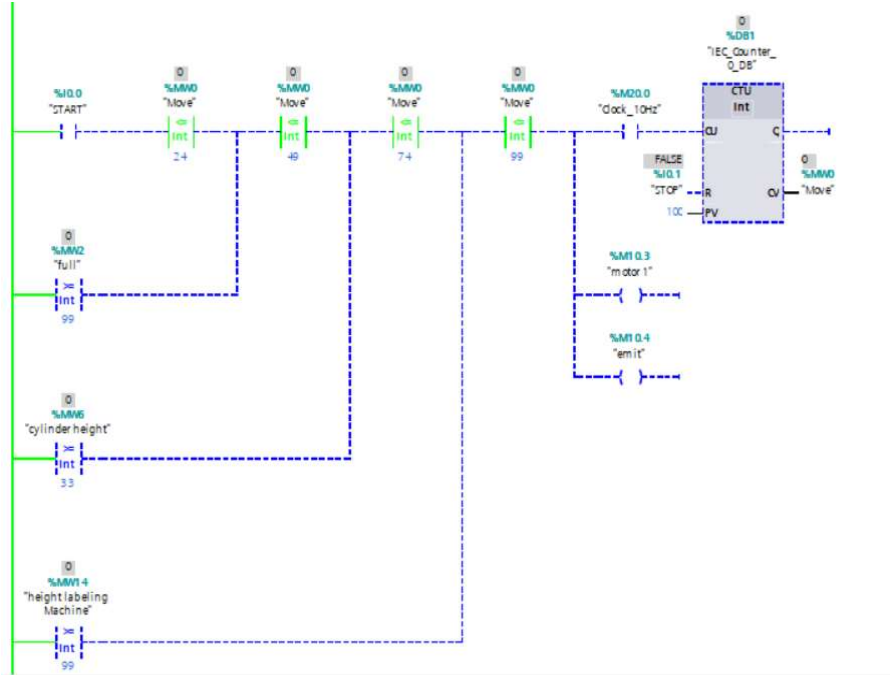 0
%DB1
"IEC_Counter_
0_DB"
%I0.0
"START"
0
%MW0
"Move"
<=
Int
24
0
%MW0
"Move"
<=
Int
49
0
%MW0
"Move"
<=
Int
74
0
%MW0
"Move"
<=
Int
99
%M20.0
"Clock_10Hz"
CTU
Int
CU
Q
FALSE
%I0.1
"STOP"
R
0
%MW0
CV
"Move"
100
PV
0
%MW2
"full"
>=
Int
99
%M10.3
"motor 1"
%M10.4
"emit"
0
%MW6
"cylinder height"
>=
Int
33
0
%MW14
"height labeling
Machine"
>=
Int
99